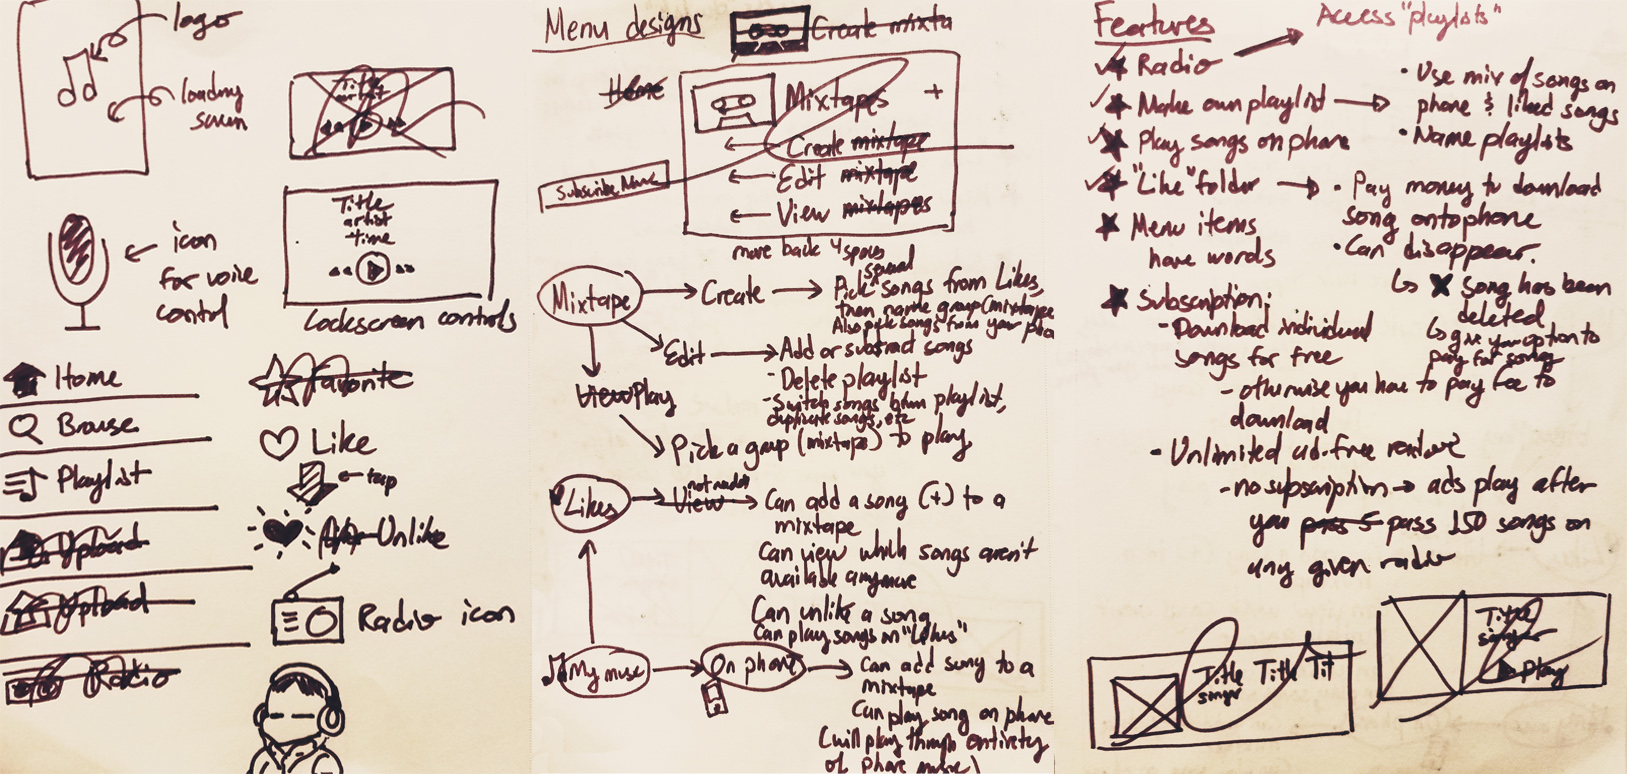 logo
loading
screen
Title
artist
Title
artist
time
Lockscreen controls
icon
for voice
control
Home
Browse
Playlist
Upload
Upload
Radio
Favorite
Like
tap
Unlike
Radio icon
Menu designs
Create mixta
Home
Mixtapes +
Create mixtape
Edit mixtape
View mixtapes
Subscribe Now
move back 4 spaces
Mixtape
Create
several
Pick songs from Likes,
then name group (mixtape
Also pick songs from your pho
Edit
Add or subtract songs
- Delete playlist
- Switch songs btwn playlist,
duplicate songs, etc
View Play
Pick a group (mixtape) to play
Likes
not needed
View
Can add a song (+) to a
mixtape
Can view which songs aren't
available anymore
Can unlike a song
Can play songs on "Likes"
My music
On phone
Can add song to a
mixtape
Can play song on phone
(will play through entirety
of phone music)
Features
Access "playlists"
Radio
Make own playlist
Play songs on phone
"Like" folder
Menu items
have words
Subscription:
- Download individual
songs for free
- otherwise you have to pay fee to
download
- Unlimited ad-free radio
- no subscription → ads play after
you pass 5 pass 150 songs on
any given radio
• Use mix of songs on
phone & liked songs
• Name playlists
• Pay money to download
song onto phone
• Can disappear.
↳ X song has been
deleted
↳ give you option to
pay for song
Title
singer
Title Tit
Title
singer
Play